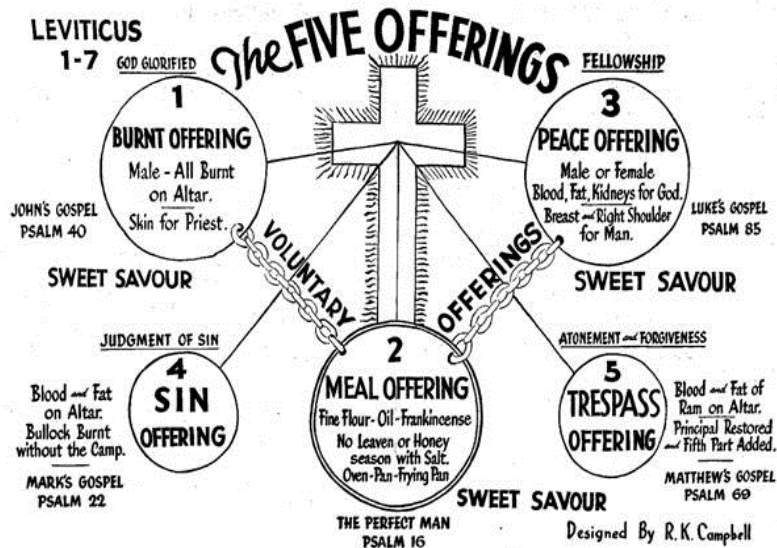 LEVITICUS
1-7
The FIVE OFFERINGS
GOD GLORIFIED
1
BURNT OFFERING
Male - All Burnt
on Altar.
Skin for Priest.
JOHN'S GOSPEL
PSALM 40
SWEET SAVOUR
FELLOWSHIP
3
PEACE OFFERING
Male or Female
Blood, Fat, Kidneys for God.
Breast and Right Shoulder
for Man.
LUKE'S GOSPEL
PSALM 85
SWEET SAVOUR
VOLUNTARY
OFFERINGS
JUDGMENT OF SIN
4
SIN
OFFERING
Blood and Fat
on Altar.
Bullock Burnt
without the Camp.
MARK'S GOSPEL
PSALM 22
2
MEAL OFFERING
Fine Flour - Oil - Frankincense
No Leaven or Honey
season with Salt.
Oven - Pan - Frying Pan
SWEET SAVOUR
THE PERFECT MAN
PSALM 16
ATONEMENT and FORGIVENESS
5
TRESPASS
OFFERING
Blood and Fat of
Ram on Altar.
Principal Restored
and Fifth Part Added.
MATTHEW'S GOSPEL
PSALM 69
Designed By R.K. Campbell